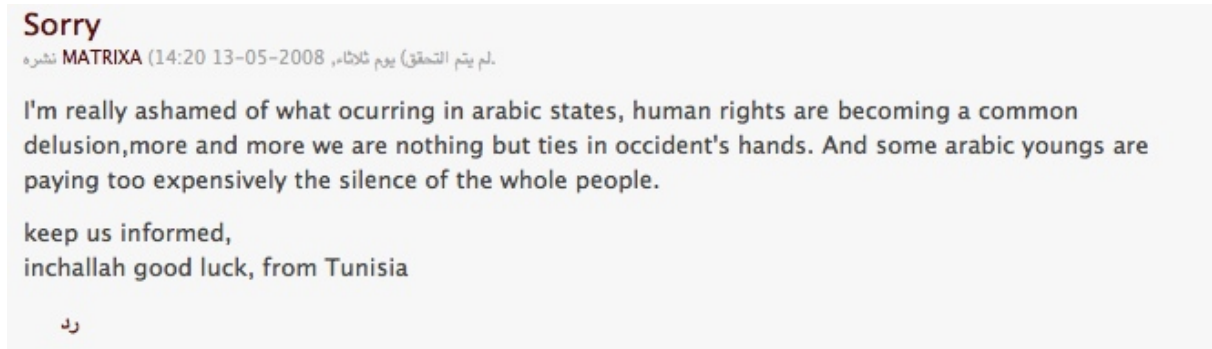 Sorry
نشره MATRIXA (لم يتم التحقق) يوم ثلاثاء, 2008-05-13 14:20.
I'm really ashamed of what ocurring in arabic states, human rights are becoming a common
delusion,more and more we are nothing but ties in occident's hands. And some arabic youngs are
paying too expensively the silence of the whole people.
keep us informed,
inchallah good luck, from Tunisia
رد